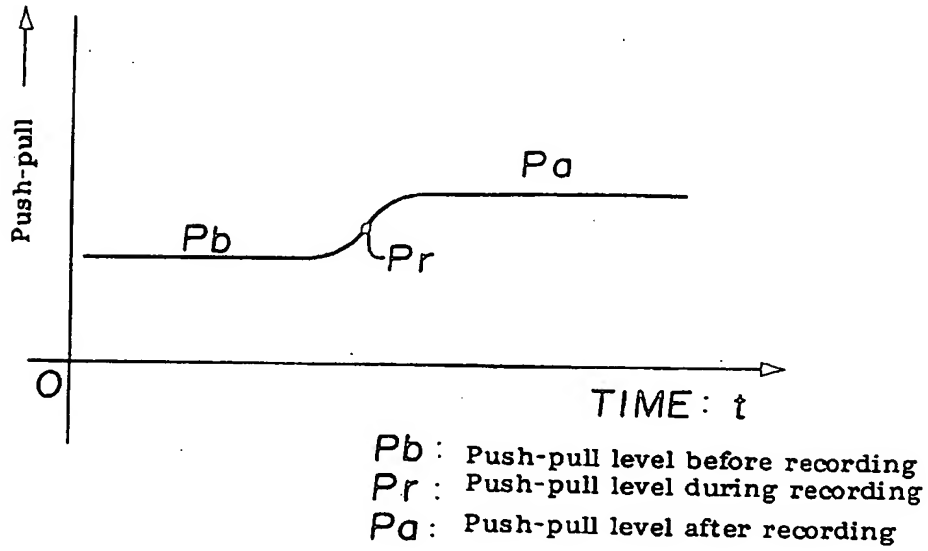 Push-pull
Pa
Pb
Pr
O
TIME: t
Pb: Push-pull level before recording
Pr: Push-pull level during recording
Pa: Push-pull level after recording